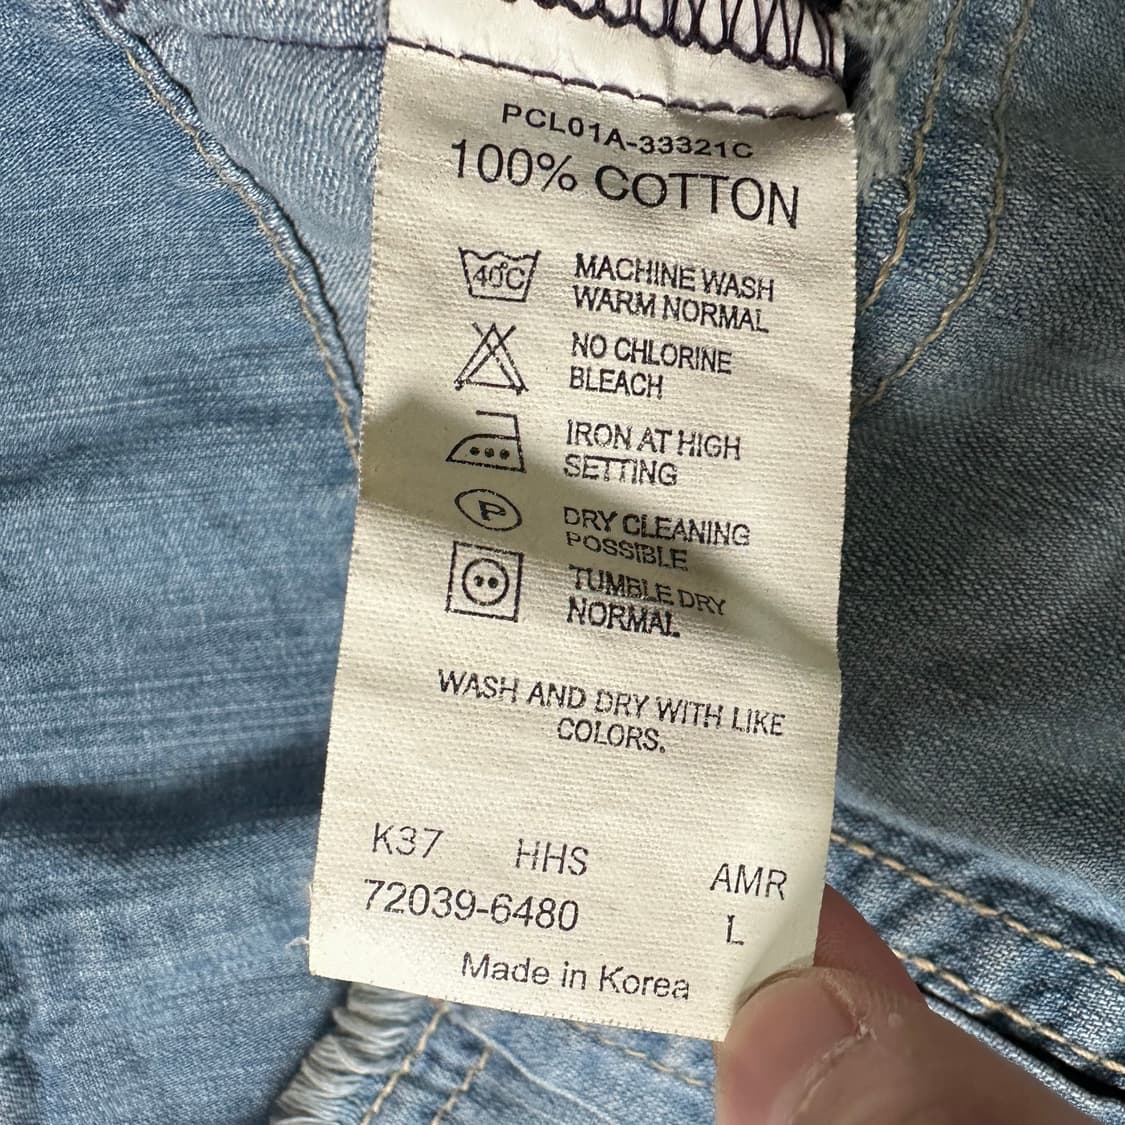 PCL01A-33321C
100% COTTON
40°C MACHINE WASH
WARM NORMAL
NO CHLORINE
BLEACH
IRON AT HIGH
SETTING
P DRY CLEANING
POSSIBLE
TUMBLE DRY
NORMAL
WASH AND DRY WITH LIKE
COLORS.
K37 HHS AMR
72039-6480 L
Made in Korea